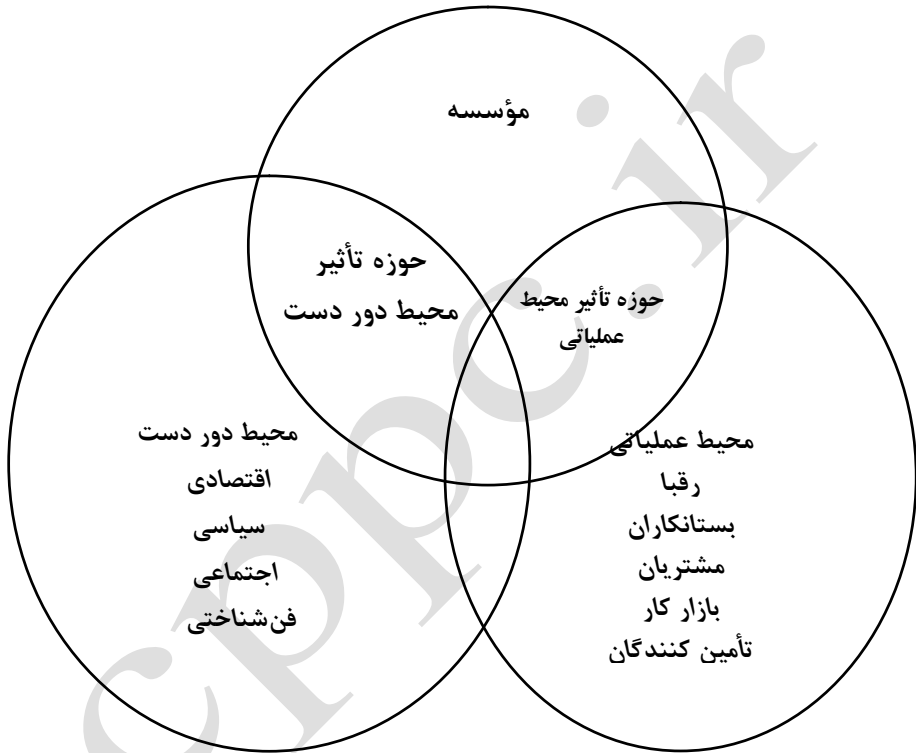 مؤسسه
حوزه تأثیر
محیط دور دست
حوزه تأثیر محیط
عملیاتی
محیط عملیاتی
رقبا
بستانکاران
مشتریان
بازار کار
تأمین کنندگان
محیط دور دست
اقتصادی
سیاسی
اجتماعی
فن‌شناختی
cppc.ir